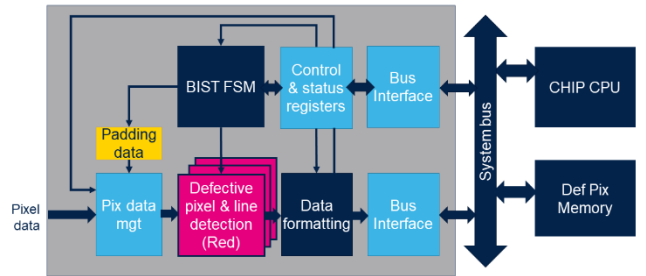 BIST FSM
Control
& status
registers
Bus
Interface
CHIP CPU
Padding
data
System bus
Pixel
data
Pix data
mgt
Defective
pixel & line
detection
(Red)
Data
formatting
Bus
Interface
Def Pix
Memory